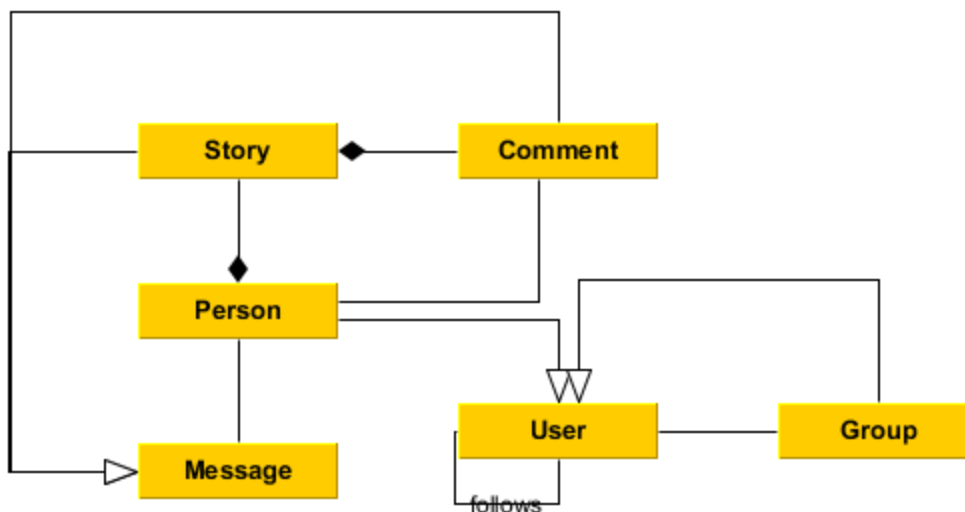 Story
Comment
Person
User
Group
Message
follows